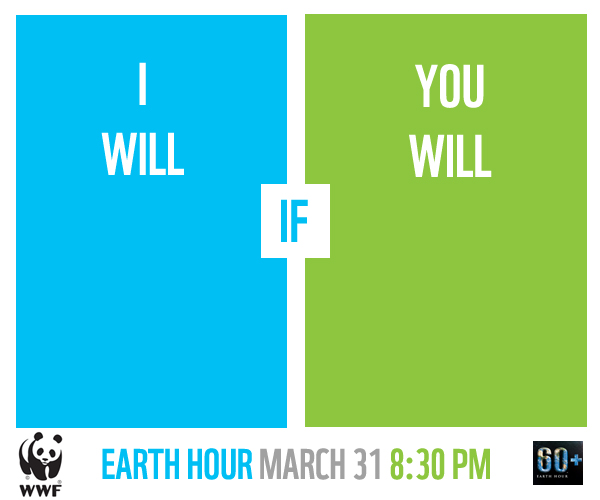 I
WILL
IF
YOU
WILL
WWF
EARTH HOUR MARCH 31 8:30 PM
60+
EARTH HOUR